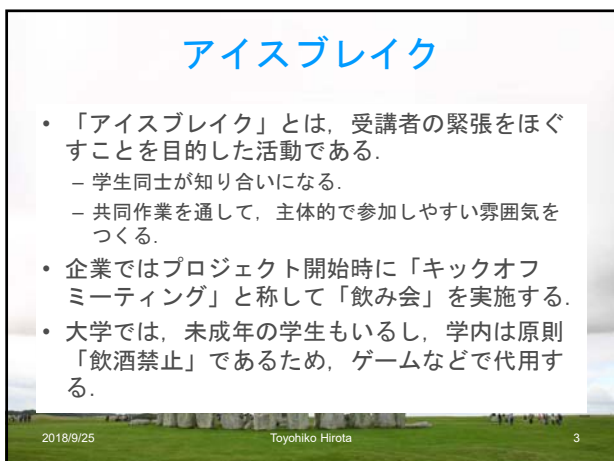 アイスブレイク
• 「アイスブレイク」とは，受講者の緊張をほぐ
すことを目的した活動である．
– 学生同士が知り合いになる．
– 共同作業を通して，主体的で参加しやすい雰囲気を
つくる．
• 企業ではプロジェクト開始時に「キックオフ
ミーティング」と称して「飲み会」を実施する．
• 大学では，未成年の学生もいるし，学内は原則
「飲酒禁止」であるため，ゲームなどで代用す
る．
2018/9/25 Toyohiko Hirota 3